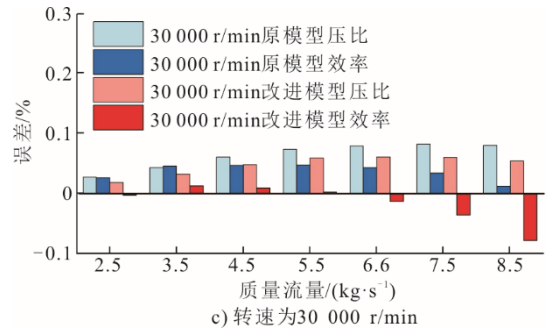 0.3
0.2
0.1
0
−0.1
误差/%
30 000 r/min原模型压比
30 000 r/min原模型效率
30 000 r/min改进模型压比
30 000 r/min改进模型效率
2.5 3.5 4.5 5.5 6.6 7.5 8.5
质量流量/(kg·s⁻¹)
c) 转速为30 000 r/min